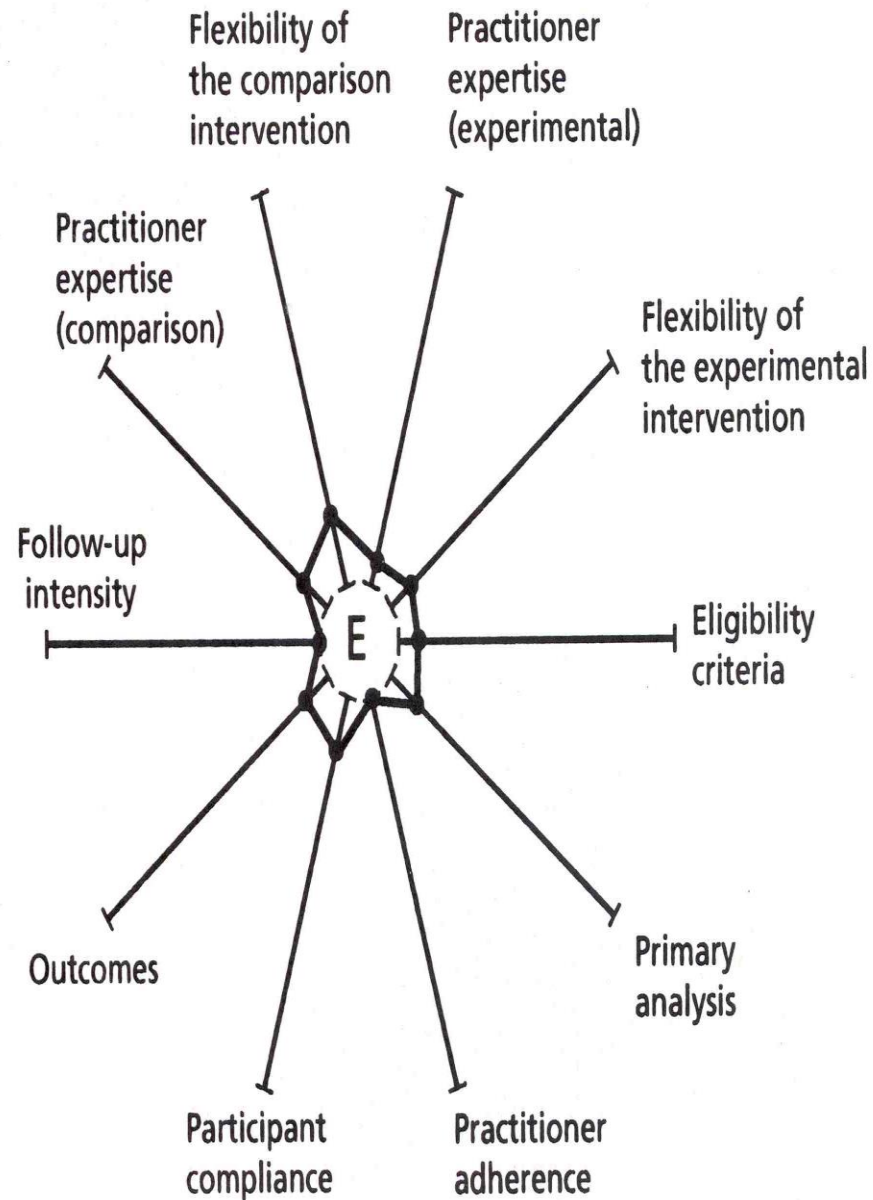 Flexibility of
the comparison
intervention
Practitioner
expertise
(experimental)
Practitioner
expertise
(comparison)
Flexibility of
the experimental
intervention
Follow-up
intensity
E
Eligibility
criteria
Outcomes
Primary
analysis
Participant
compliance
Practitioner
adherence